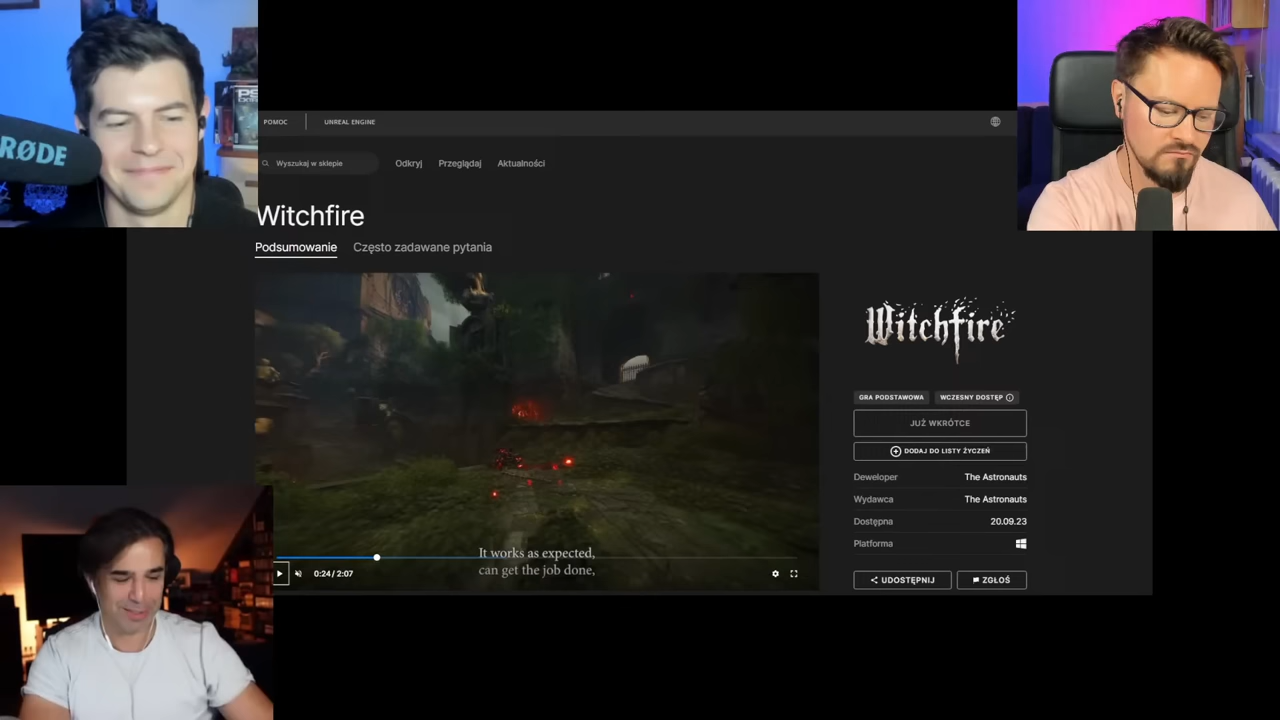 RØDE
PS
POMOC
UNREAL ENGINE
Wyszukaj w sklepie
Odkryj
Przeglądaj
Aktualności
Witchfire
Podsumowanie
Często zadawane pytania
Witchfire
GRA PODSTAWOWA
WCZESNY DOSTĘP
JUŻ WKRÓTCE
DODAJ DO LISTY ŻYCZEŃ
Deweloper The Astronauts
Wydawca The Astronauts
Dostępna 20.09.23
Platforma
It works as expected,
can get the job done,
0:24 / 2:07
UDOSTĘPNIJ
ZGŁOŚ